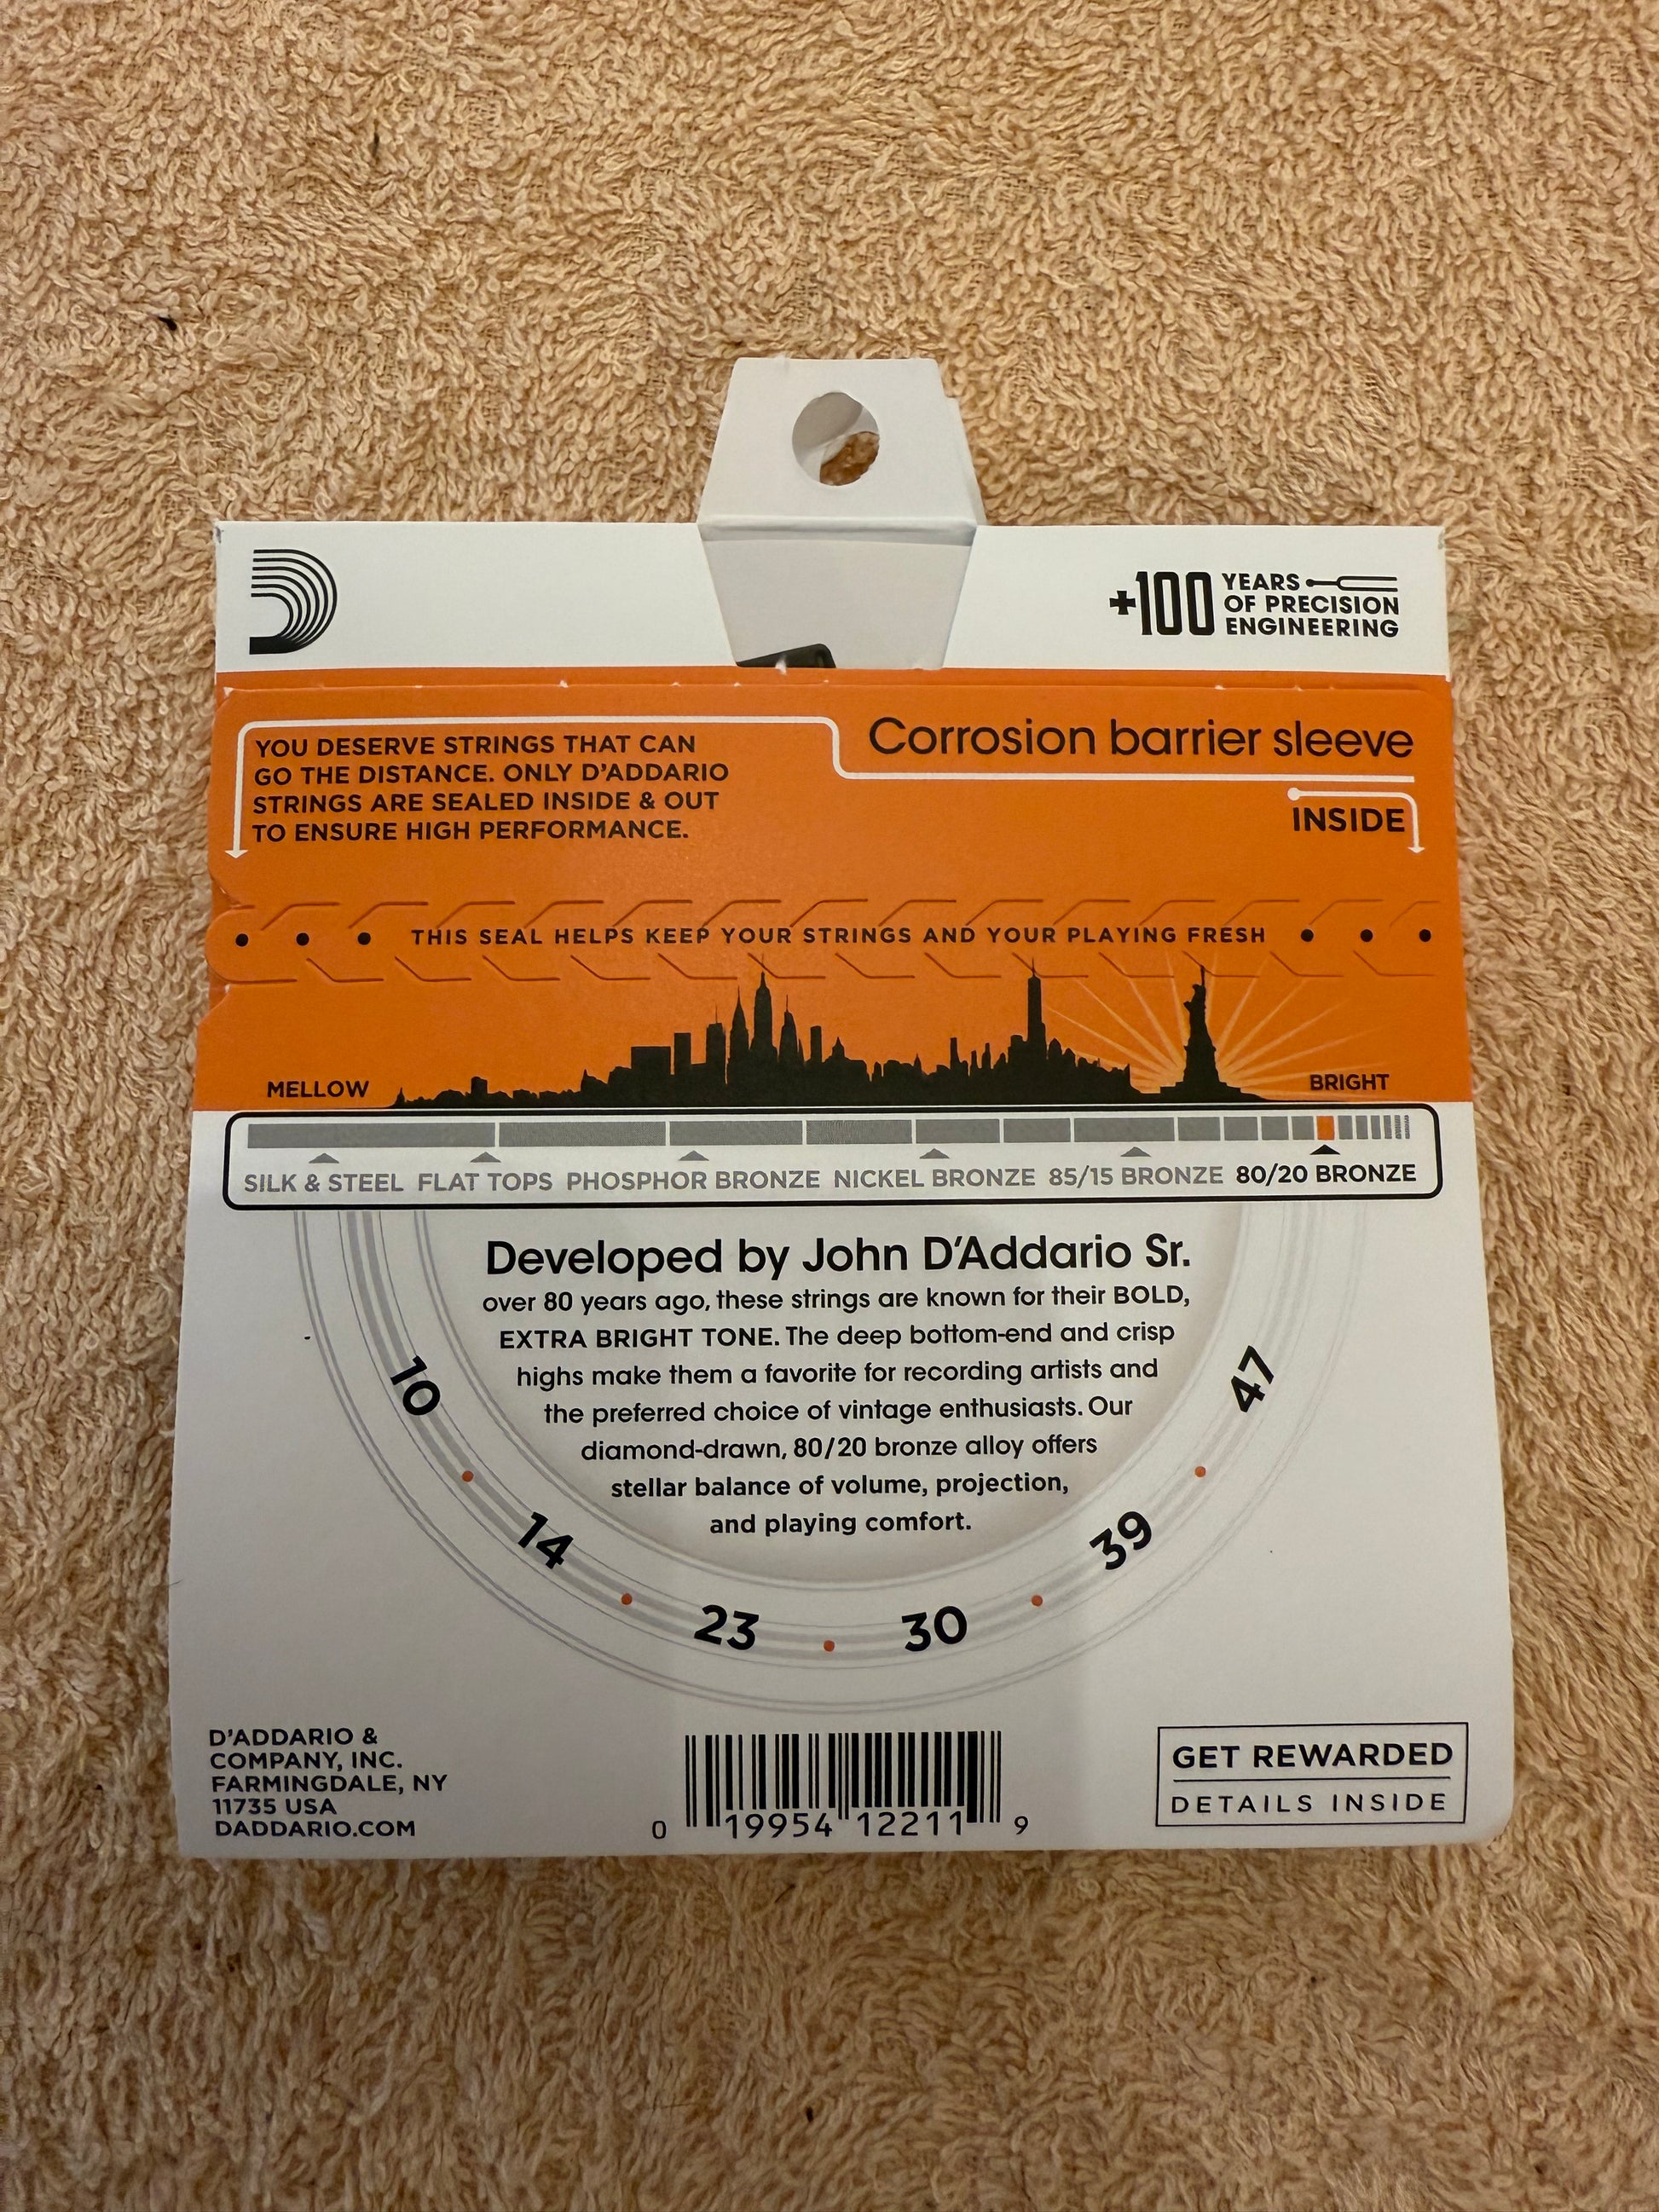 +100 YEARS
OF PRECISION
ENGINEERING
YOU DESERVE STRINGS THAT CAN
GO THE DISTANCE. ONLY D'ADDARIO
STRINGS ARE SEALED INSIDE & OUT
TO ENSURE HIGH PERFORMANCE.
Corrosion barrier sleeve
INSIDE
THIS SEAL HELPS KEEP YOUR STRINGS AND YOUR PLAYING FRESH
MELLOW
BRIGHT
SILK & STEEL FLAT TOPS PHOSPHOR BRONZE NICKEL BRONZE 85/15 BRONZE 80/20 BRONZE
Developed by John D'Addario Sr.
over 80 years ago, these strings are known for their BOLD,
EXTRA BRIGHT TONE. The deep bottom-end and crisp
highs make them a favorite for recording artists and
the preferred choice of vintage enthusiasts. Our
diamond-drawn, 80/20 bronze alloy offers
stellar balance of volume, projection,
and playing comfort.
10 • 14 • 23 • 30 • 39 • 47
D'ADDARIO &
COMPANY, INC.
FARMINGDALE, NY
11735 USA
DADDARIO.COM
0 19954 12211 9
GET REWARDED
DETAILS INSIDE